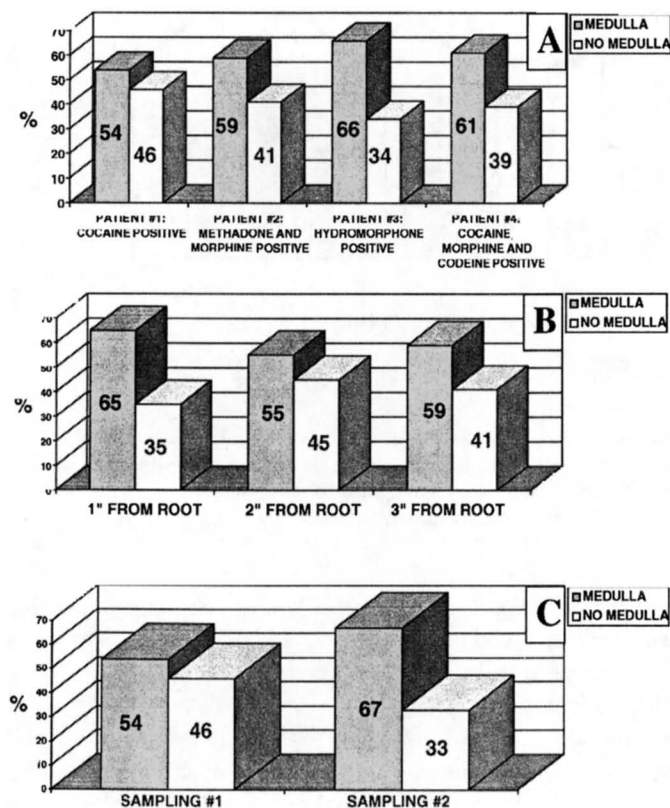 A
MEDULLA
NO MEDULLA
70
60
50
40
30
20
10
0
%
54
46
59
41
66
34
61
39
PATIENT #1:
COCAINE POSITIVE
PATIENT #2:
METHADONE AND
MORPHINE POSITIVE
PATIENT #3:
HYDROMORPHONE
POSITIVE
PATIENT #4:
COCAINE,
MORPHINE AND
CODEINE POSITIVE
B
MEDULLA
NO MEDULLA
70
60
50
40
30
20
10
0
%
65
35
55
45
59
41
1" FROM ROOT
2" FROM ROOT
3" FROM ROOT
C
MEDULLA
NO MEDULLA
70
60
50
40
30
20
10
0
%
54
46
67
33
SAMPLING #1
SAMPLING #2